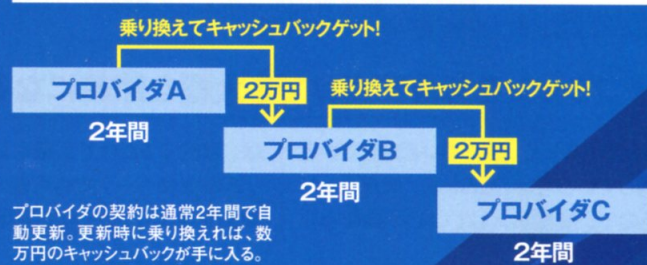 乗り換えてキャッシュバックゲット!
プロバイダA
2万円
乗り換えてキャッシュバックゲット!
2年間
プロバイダB
2万円
2年間
プロバイダC
2年間
プロバイダの契約は通常2年間で自
動更新。更新時に乗り換えれば、数
万円のキャッシュバックが手に入る。